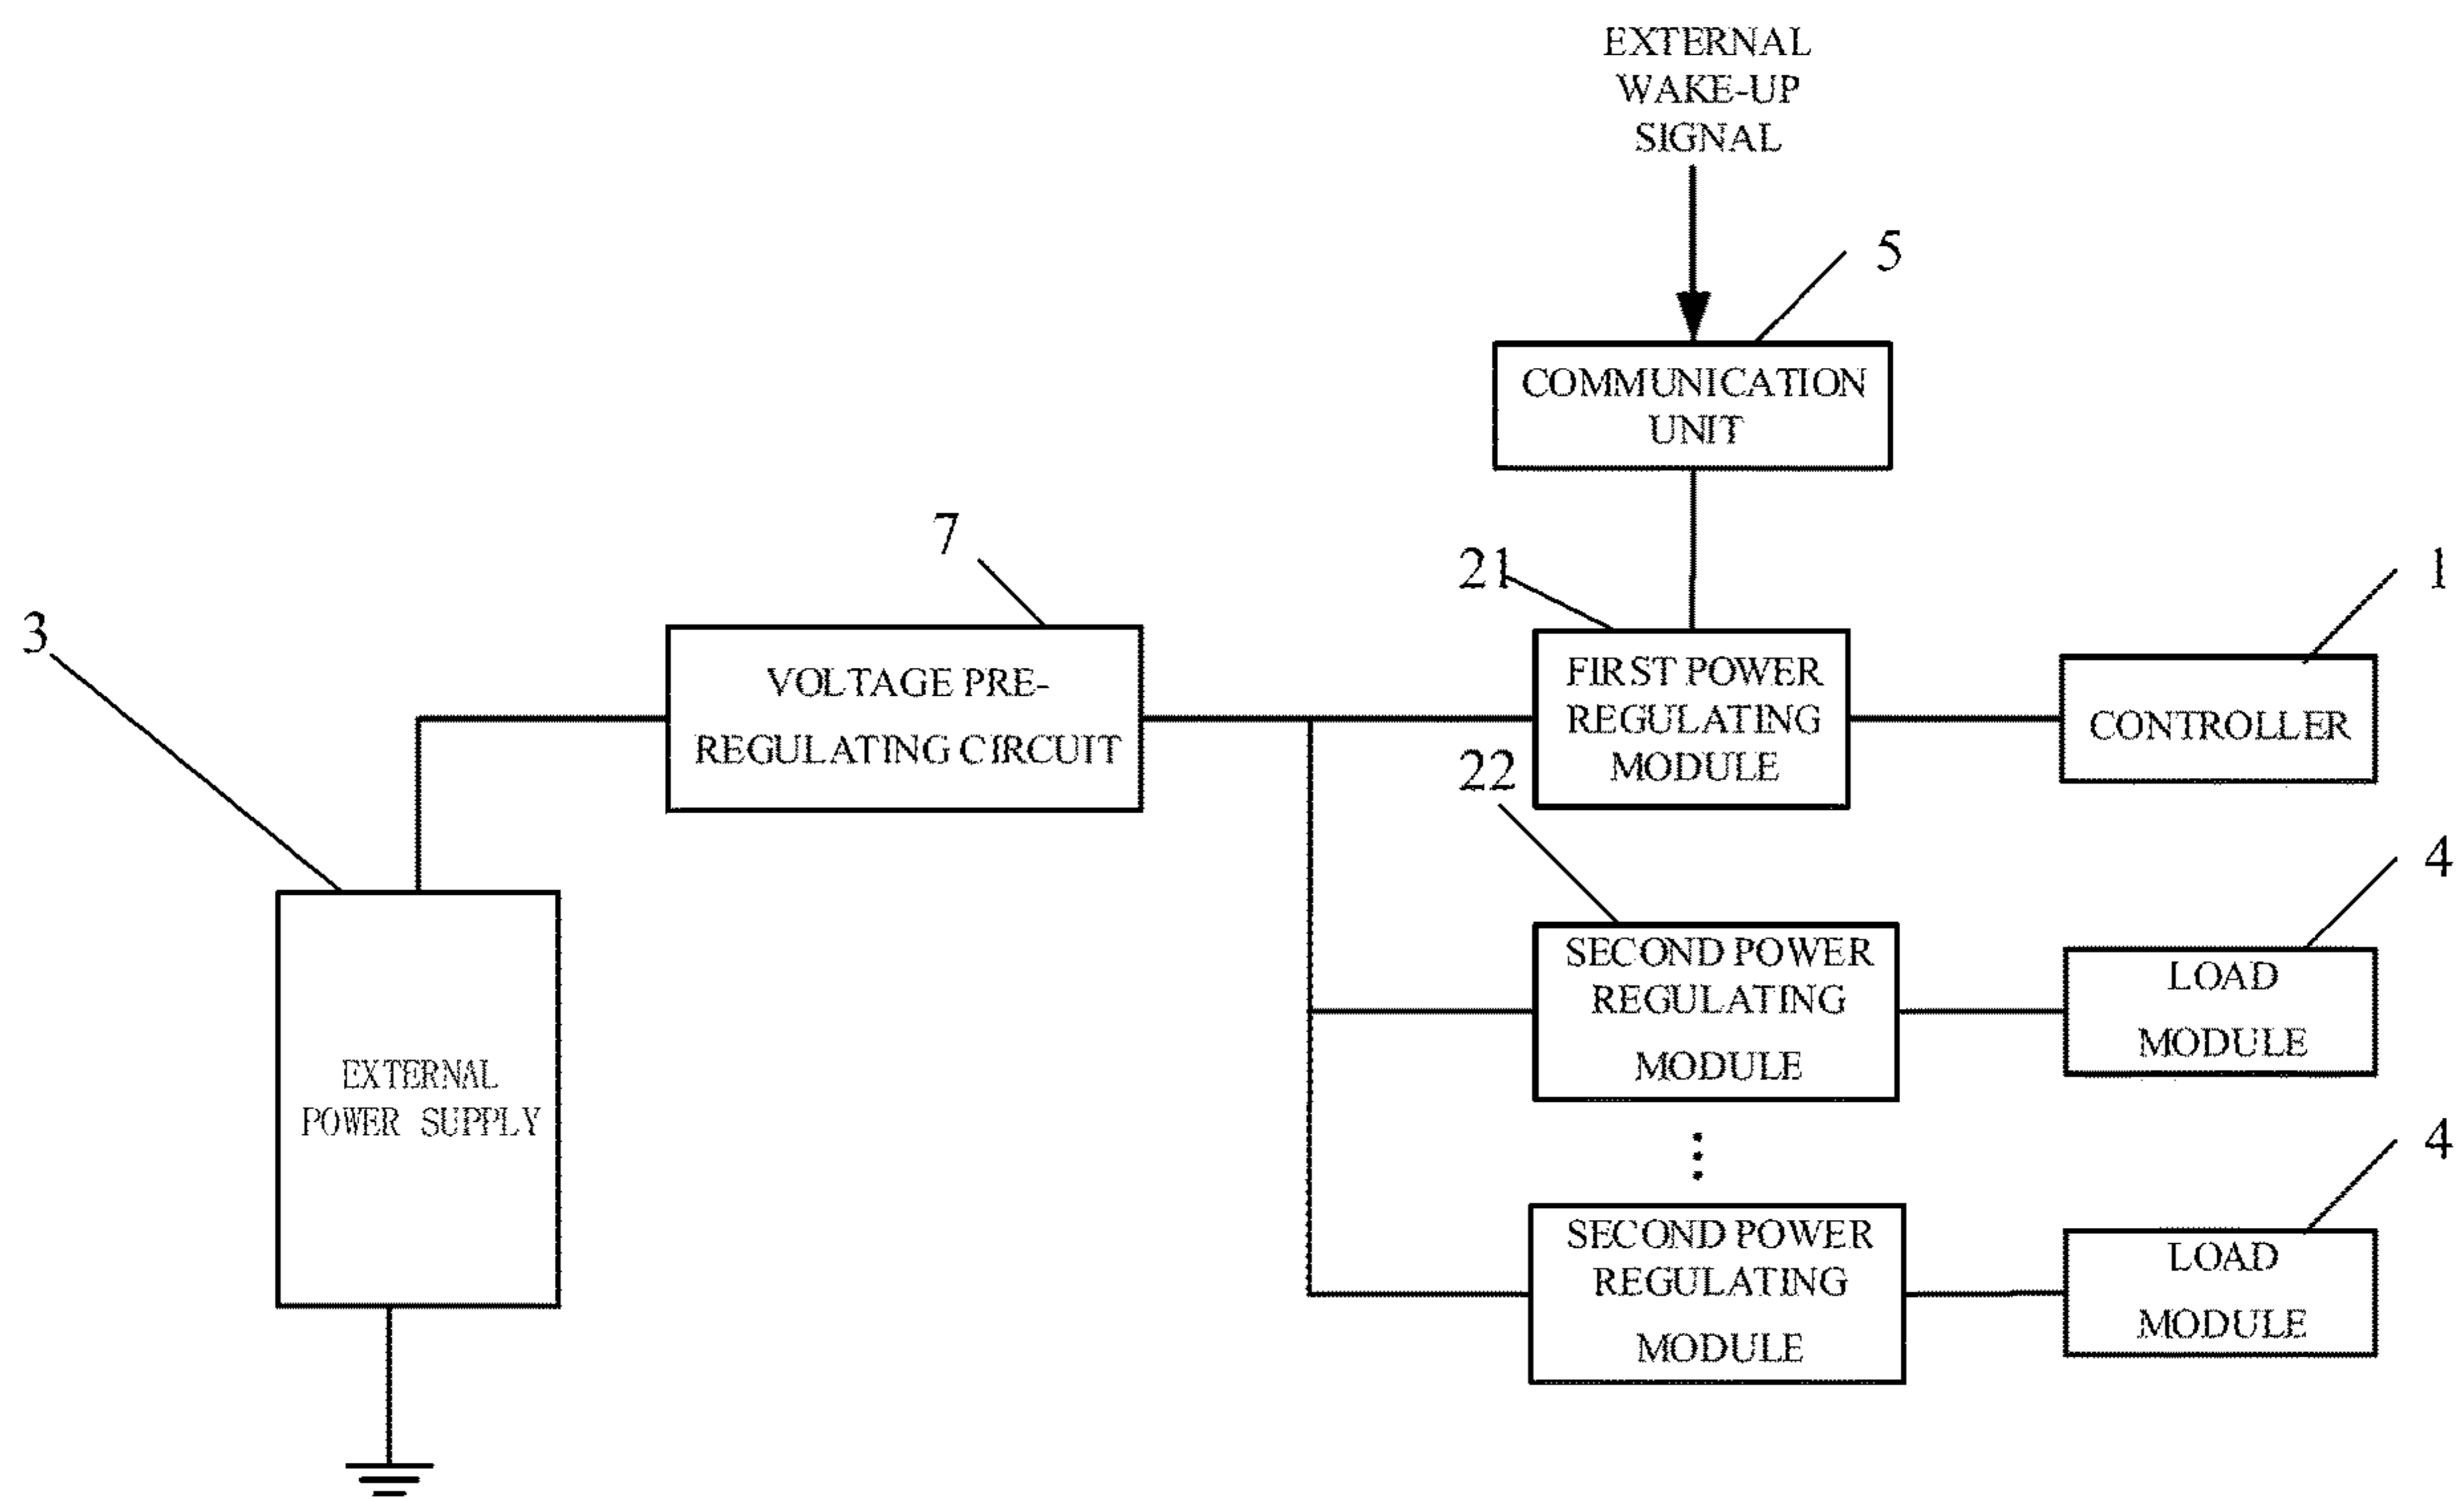 EXTERNAL
WAKE-UP
SIGNAL
5
COMMUNICATION
UNIT
7
21
1
3
VOLTAGE PRE-
REGULATING CIRCUIT
FIRST POWER
REGULATING
MODULE
CONTROLLER
22
4
SECOND POWER
REGULATING
MODULE
LOAD
MODULE
EXTERNAL
POWER SUPPLY
4
SECOND POWER
REGULATING
MODULE
LOAD
MODULE